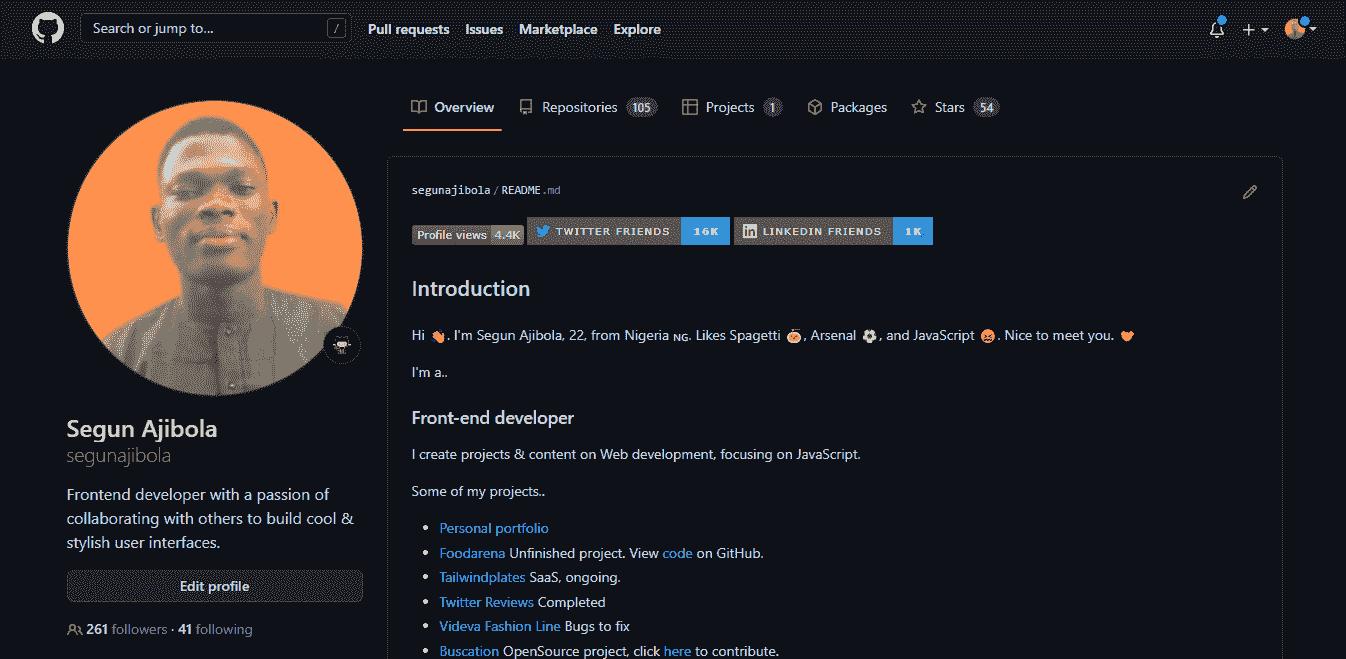 Search or jump to... /
Pull requests Issues Marketplace Explore
Overview Repositories 105 Projects 1 Packages Stars 54
segunajibola / README.md
Profile views 4.4K TWITTER FRIENDS 16K in LINKEDIN FRIENDS 1K
Introduction
Hi 👋. I'm Segun Ajibola, 22, from Nigeria NG. Likes Spagetti 🍝, Arsenal ⚽, and JavaScript 😡. Nice to meet you. 🧡
I'm a..
Front-end developer
I create projects & content on Web development, focusing on JavaScript.
Some of my projects..
• Personal portfolio
• Foodarena Unfinished project. View code on GitHub.
• Tailwindplates SaaS, ongoing.
• Twitter Reviews Completed
• Videva Fashion Line Bugs to fix
• Buscation OpenSource project, click here to contribute.
Segun Ajibola
segunajibola
Frontend developer with a passion of
collaborating with others to build cool &
stylish user interfaces.
Edit profile
261 followers · 41 following